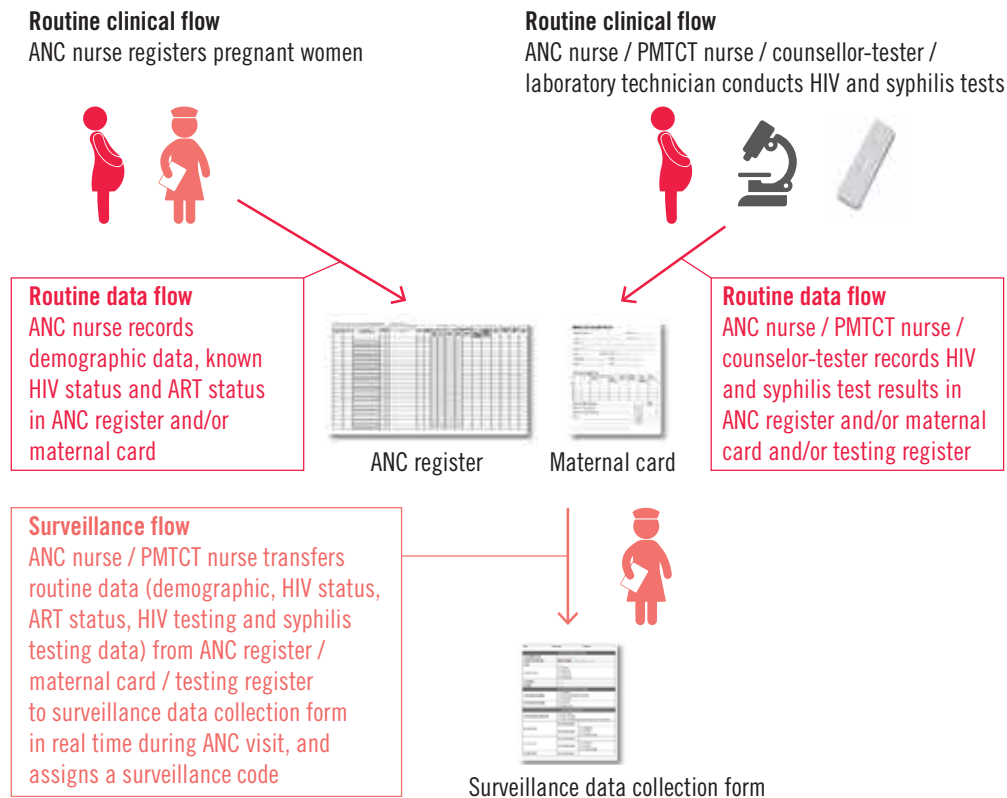 Routine clinical flow
ANC nurse registers pregnant women
Routine clinical flow
ANC nurse / PMTCT nurse / counsellor-tester /
laboratory technician conducts HIV and syphilis tests
Routine data flow
ANC nurse records
demographic data, known
HIV status and ART status
in ANC register and/or
maternal card
Routine data flow
ANC nurse / PMTCT nurse /
counselor-tester records HIV
and syphilis test results in
ANC register and/or maternal
card and/or testing register
ANC register
Maternal card
Surveillance flow
ANC nurse / PMTCT nurse transfers
routine data (demographic, HIV status,
ART status, HIV testing and syphilis
testing data) from ANC register /
maternal card / testing register
to surveillance data collection form
in real time during ANC visit, and
assigns a surveillance code
Surveillance data collection form